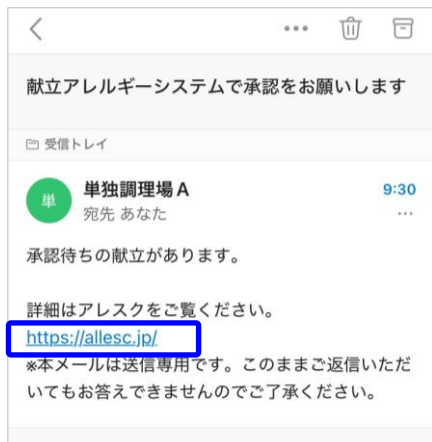 献立アレルギーシステムで承認をお願いします
受信トレイ
単
単独調理場A
9:30
宛先 あなた
承認待ちの献立があります。
詳細はアレスクをご覧ください。
https://allesc.jp/
※本メールは送信専用です。このままご返信いただ
いてもお答えできませんのでご了承ください。